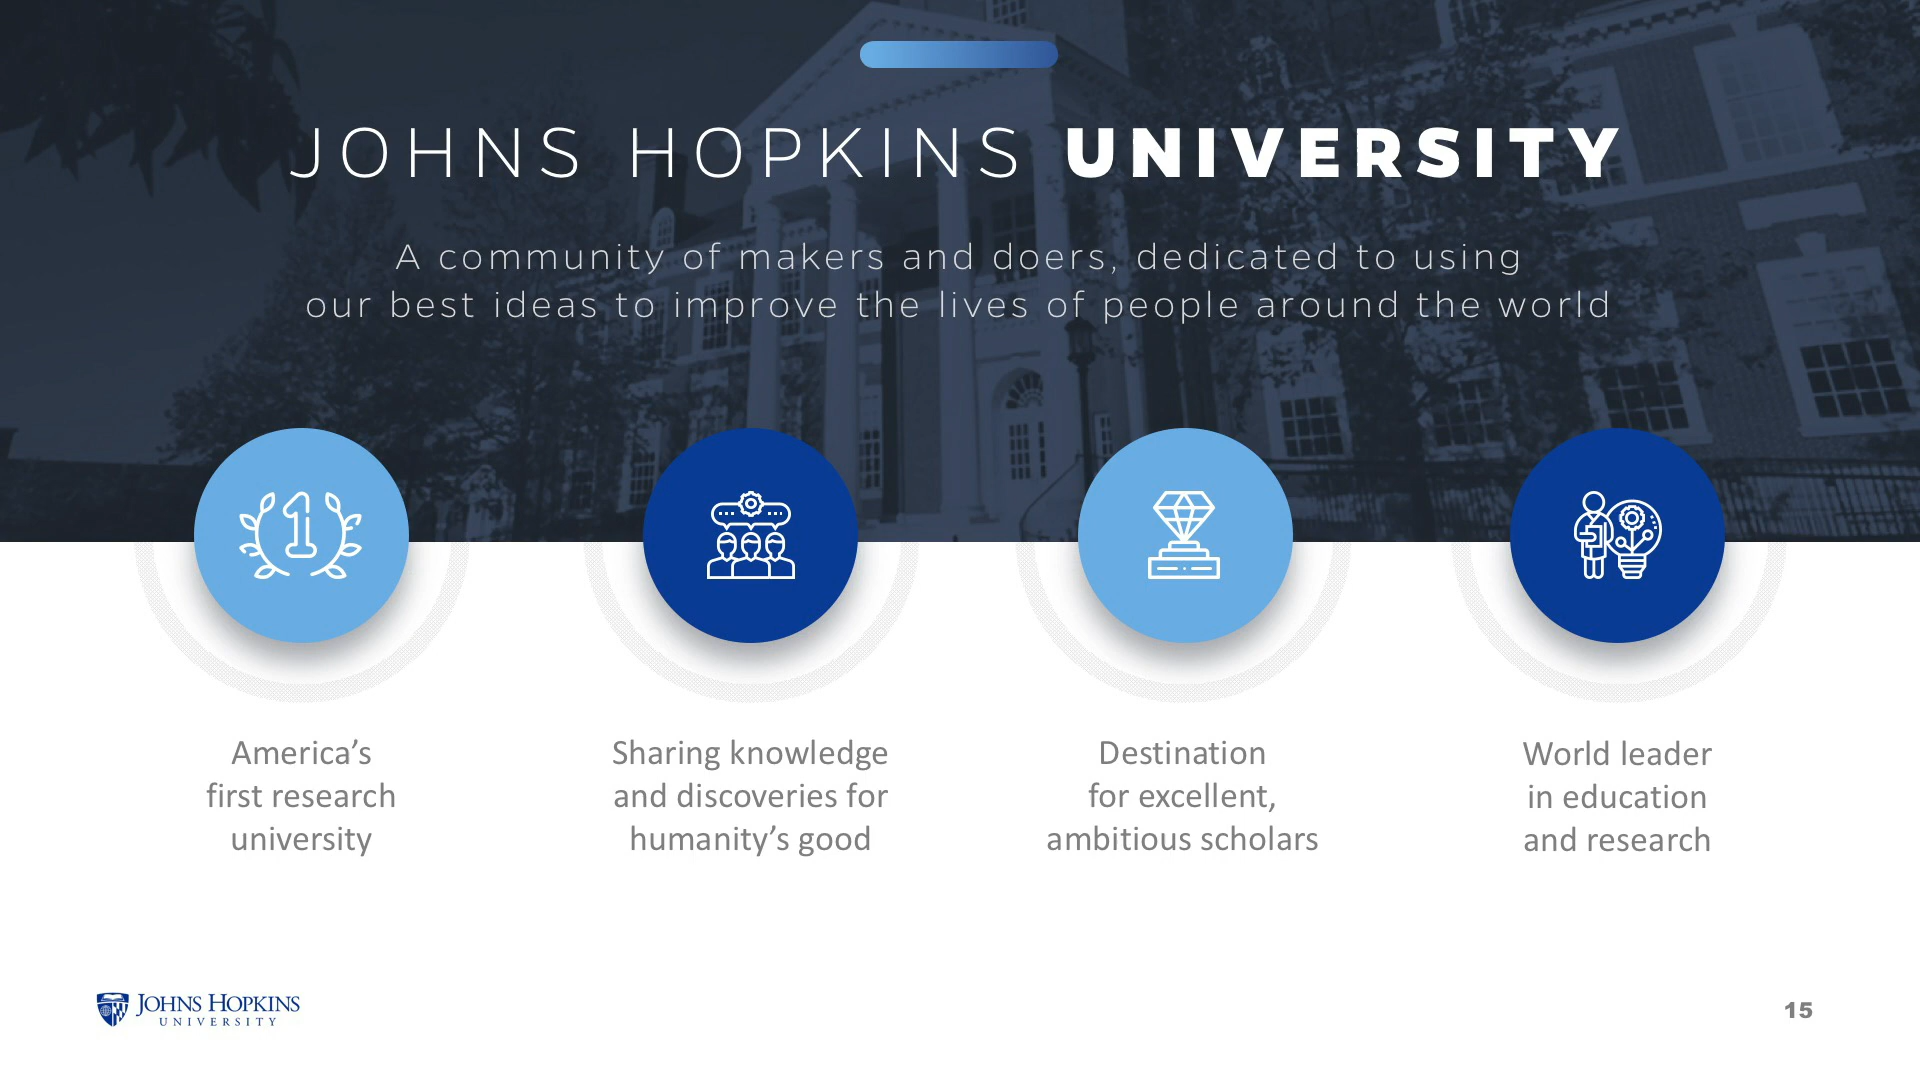 JOHNS HOPKINS UNIVERSITY
A community of makers and doers, dedicated to using
our best ideas to improve the lives of people around the world
1
America’s
first research
university
Sharing knowledge
and discoveries for
humanity’s good
Destination
for excellent,
ambitious scholars
World leader
in education
and research
JOHNS HOPKINS
UNIVERSITY
15